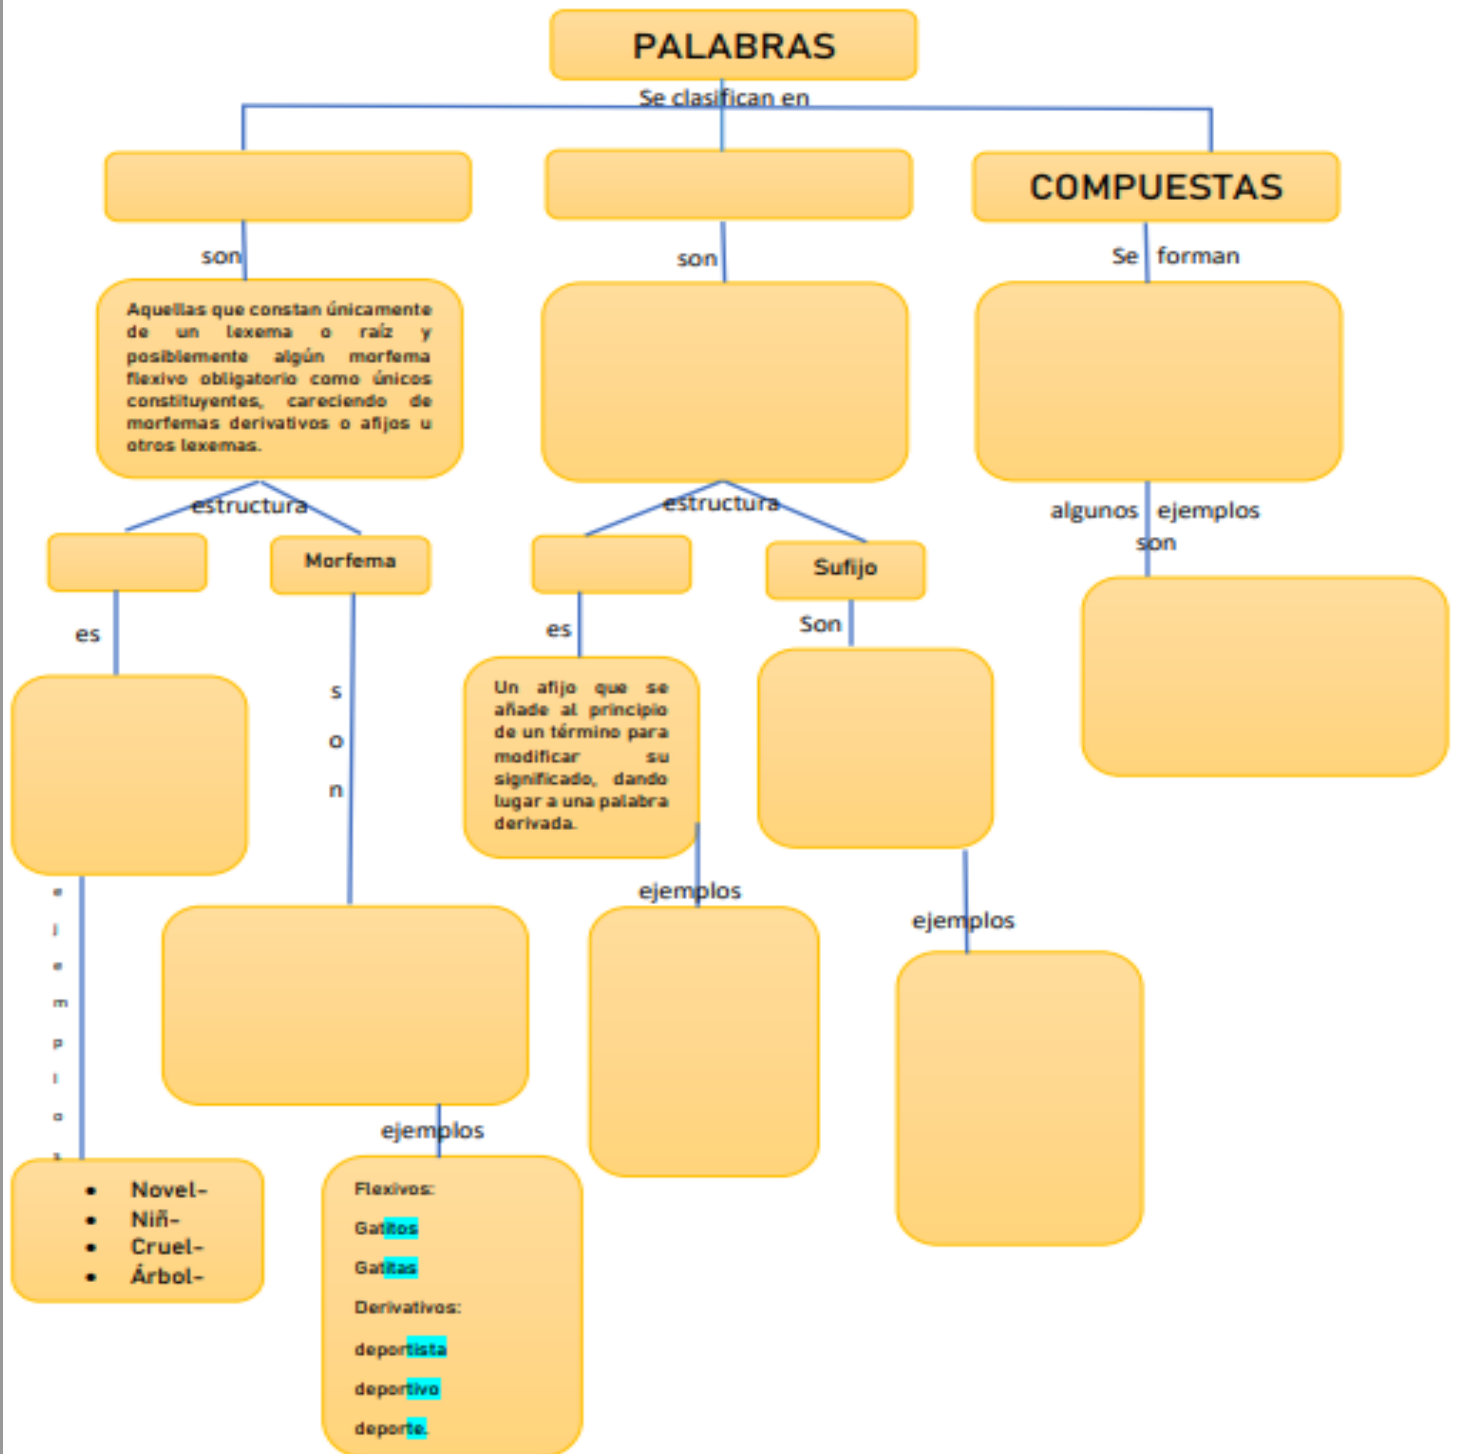 PALABRAS
Se clasifican en
COMPUESTAS
son
son
Se forman
Aquellas que constan únicamente
de un lexema o raíz y
posiblemente algún morfema
flexivo obligatorio como únicos
constituyentes, careciendo de
morfemas derivativos o afijos u
otros lexemas.
estructura
estructura
algunos ejemplos
son
Morfema
Sufijo
es
s
o
n
es
Son
Un afijo que se
añade al principio
de un término para
modificar su
significado, dando
lugar a una palabra
derivada.
e
j
e
m
p
l
o
s
ejemplos
ejemplos
ejemplos
• Novel-
• Niñ-
• Cruel-
• Árbol-
Flexivos:
Gatitos
Gatitas
Derivativos:
deportista
deportivo
deporte.